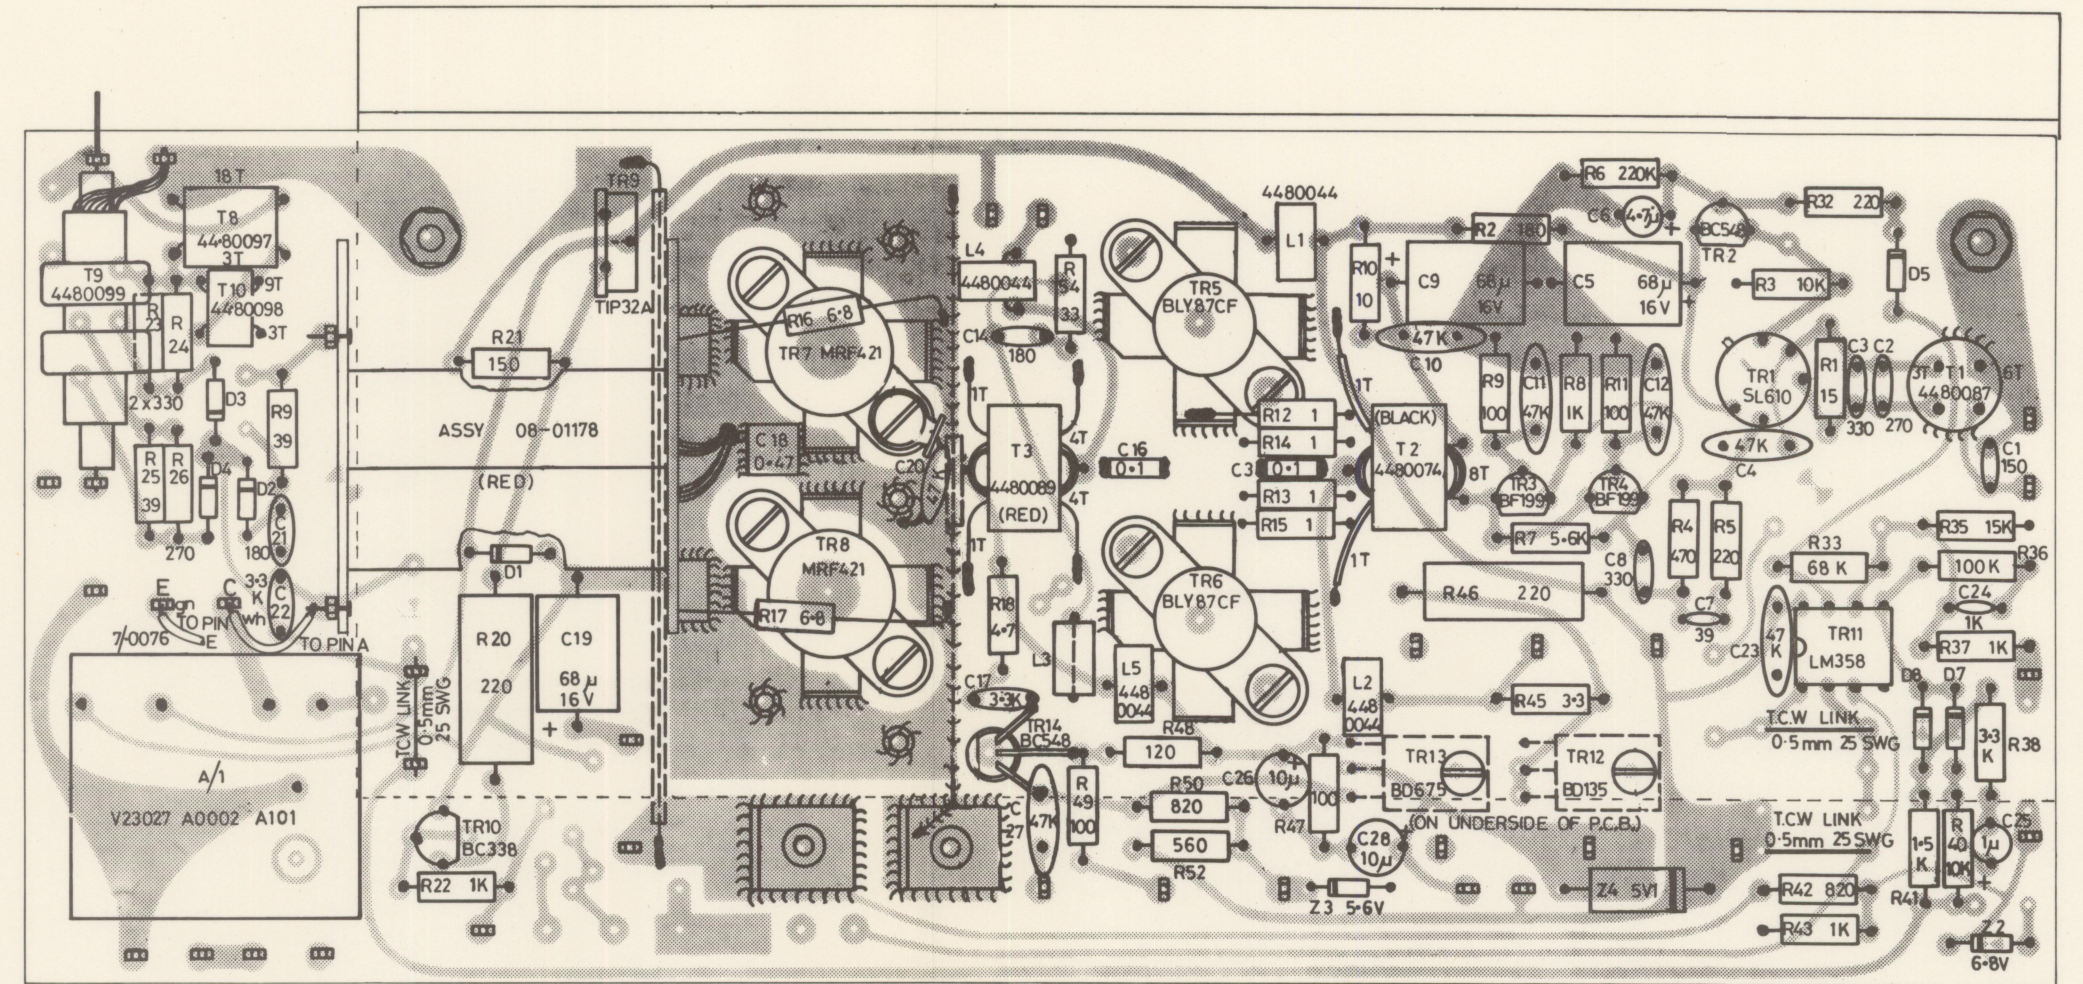 18T
T8
4480097
3T
T9
4480099
T10
9T
4480098
3T
R
23
R
24
2x330
D3
R9
39
R
25
39
R
26
D4
D2
270
180
C
21
3·3
K
C
22
E
gn
C
wh
TO PIN
E
TO PIN A
7/0076
A/1
V23027 A0002 A101
TCW LINK
0·5mm
25 SWG
TR9
TIP32A
R21
150
ASSY 08-01178
(RED)
D1
R20
220
C19
68µ
16V
+
TR10
BC338
R22 1K
R16 6·8
TR7 MRF421
C18
0·47
C20
47K
TR8
MRF421
R17 6·8
L4
4480044
R
54
33
C14
180
1T
4T
T3
4480089
(RED)
4T
1T
R18
4·7
L3
C17
3·3K
TR14
BC548
C
27
47K
R
49
100
C16
0·1
TR5
BLY87CF
TR6
BLY87CF
L5
448
0044
R48
120
R50
820
560
R52
4480044
L1
R12 1
R14 1
C3 0·1
R13 1
R15 1
R10
10
1T
(BLACK)
T2
4480074
8T
1T
L2
448
0044
C26
10µ
+
100
R47
C28
10µ
+
Z3 5·6V
TR13
BD675
TR12
BD135
(ON UNDERSIDE OF P.C.B.)
R2 180
+
C9
68µ
16V
47K
C10
R6 220K
C6
4·7µ
+
BC548
TR2
C5
68µ
16V
+
R32 220
R3 10K
D5
R9
100
C11
47K
R8
1K
R11
100
C12
47K
TR3
BF199
TR4
BF199
R7 5·6K
R46 220
C8
330
R45 3·3
TR1
SL610
47K
C4
R1
15
C3
330
C2
270
3T
T1
6T
4480087
C1
150
R4
470
R5
220
C7
39
R35 15K
R33
68K
R36
100K
C24
1K
R37 1K
C23
47
K
TR11
LM358
D8
D7
T.C.W LINK
0·5mm 25 SWG
3·3
K
R38
T.C.W LINK
0·5mm 25 SWG
1·5
K
R41
R
40
10K
C25
1µ
+
Z4 5V1
R42 820
R43 1K
Z2
6·8V